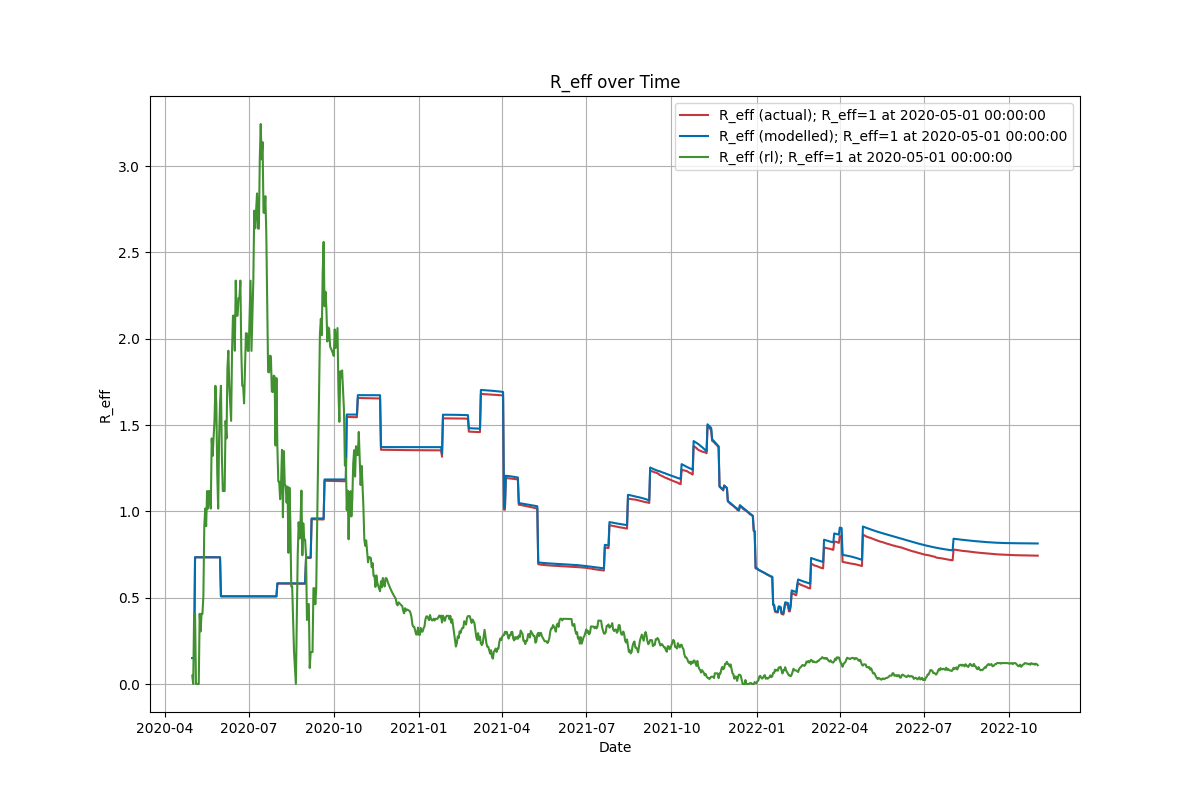 R_eff over Time
R_eff (actual); R_eff=1 at 2020-05-01 00:00:00
R_eff (modelled); R_eff=1 at 2020-05-01 00:00:00
R_eff (rl); R_eff=1 at 2020-05-01 00:00:00
R_eff
3.0
2.5
2.0
1.5
1.0
0.5
0.0
2020-04 2020-07 2020-10 2021-01 2021-04 2021-07 2021-10 2022-01 2022-04 2022-07 2022-10
Date